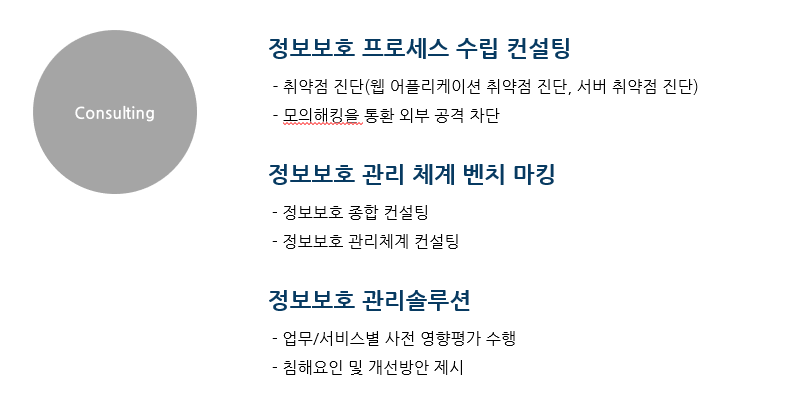 Consulting
정보보호 프로세스 수립 컨설팅
- 취약점 진단(웹 어플리케이션 취약점 진단, 서버 취약점 진단)
- 모의해킹을 통환 외부 공격 차단
정보보호 관리 체계 벤치 마킹
- 정보보호 종합 컨설팅
- 정보보호 관리체계 컨설팅
정보보호 관리솔루션
- 업무/서비스별 사전 영향평가 수행
- 침해요인 및 개선방안 제시